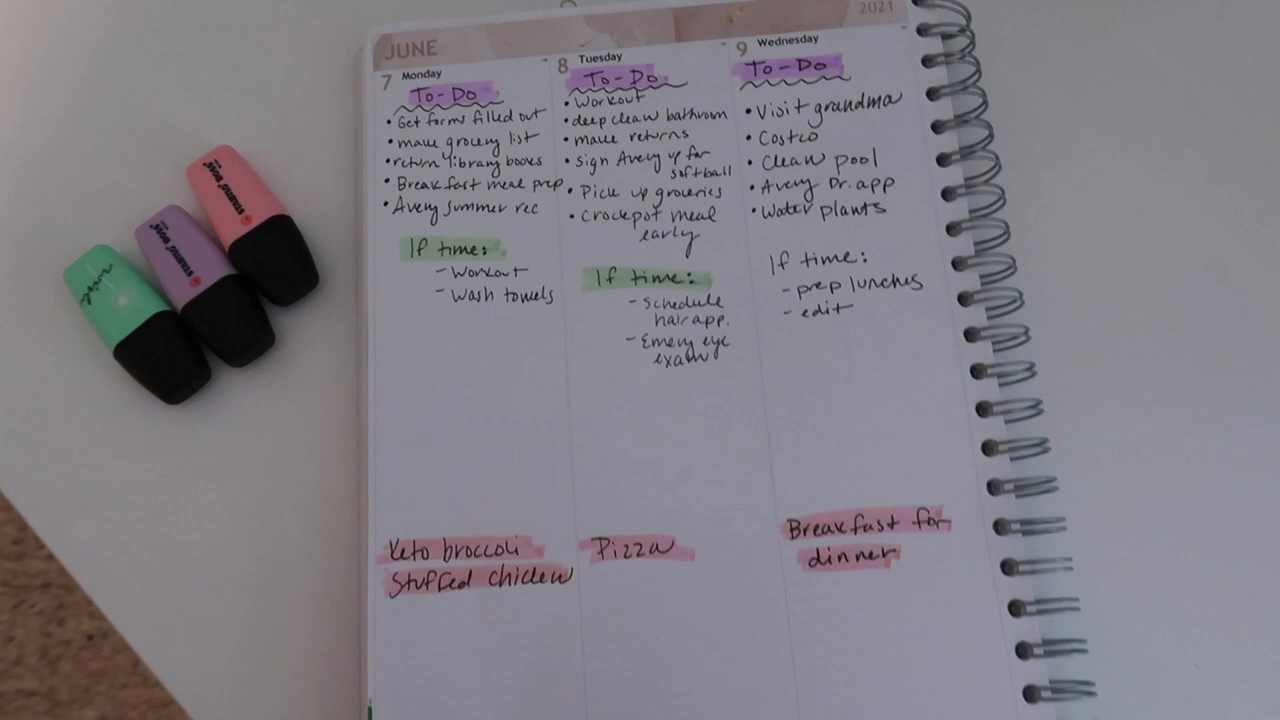 JUNE
2021
7 Monday
To-Do
• Get forms filled out
• make grocery list
• return library books
• Breakfast meal prep
• Avery summer rec
If time:
- Workout
- Wash towels
Keto broccoli
Stuffed chicken
8 Tuesday
To-Do
• Workout
• deep clean bathroom
• make returns
• sign Avery up for
softball
• Pick up groceries
• Crockpot meal
early
If time:
- Schedule
hair app.
- Emery eye
exam
Pizza
9 Wednesday
To-Do
• Visit grandma
• Costco
• Clean pool
• Avery Dr. app
• Water plants
If time:
- prep lunches
- edit
Breakfast for
dinner
STABILO BOSS
STABILO BOSS